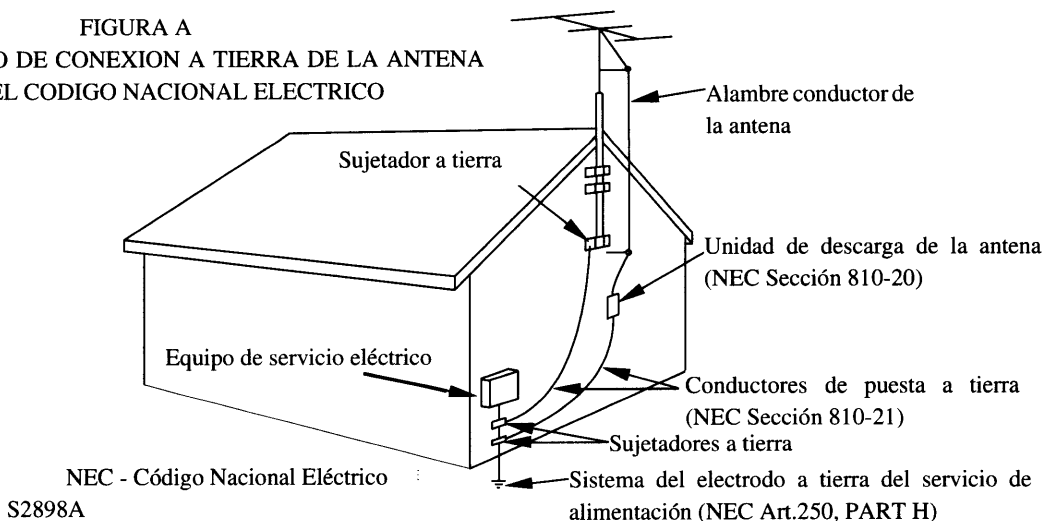 FIGURA A
DE CONEXION A TIERRA DE LA ANTENA
CODIGO NACIONAL ELECTRICO
Alambre conductor de
la antena
Sujetador a tierra
Unidad de descarga de la antena
(NEC Sección 810-20)
Equipo de servicio eléctrico
Conductores de puesta a tierra
(NEC Sección 810-21)
Sujetadores a tierra
NEC - Código Nacional Eléctrico
Sistema del electrodo a tierra del servicio de
alimentación (NEC Art.250, PART H)
S2898A